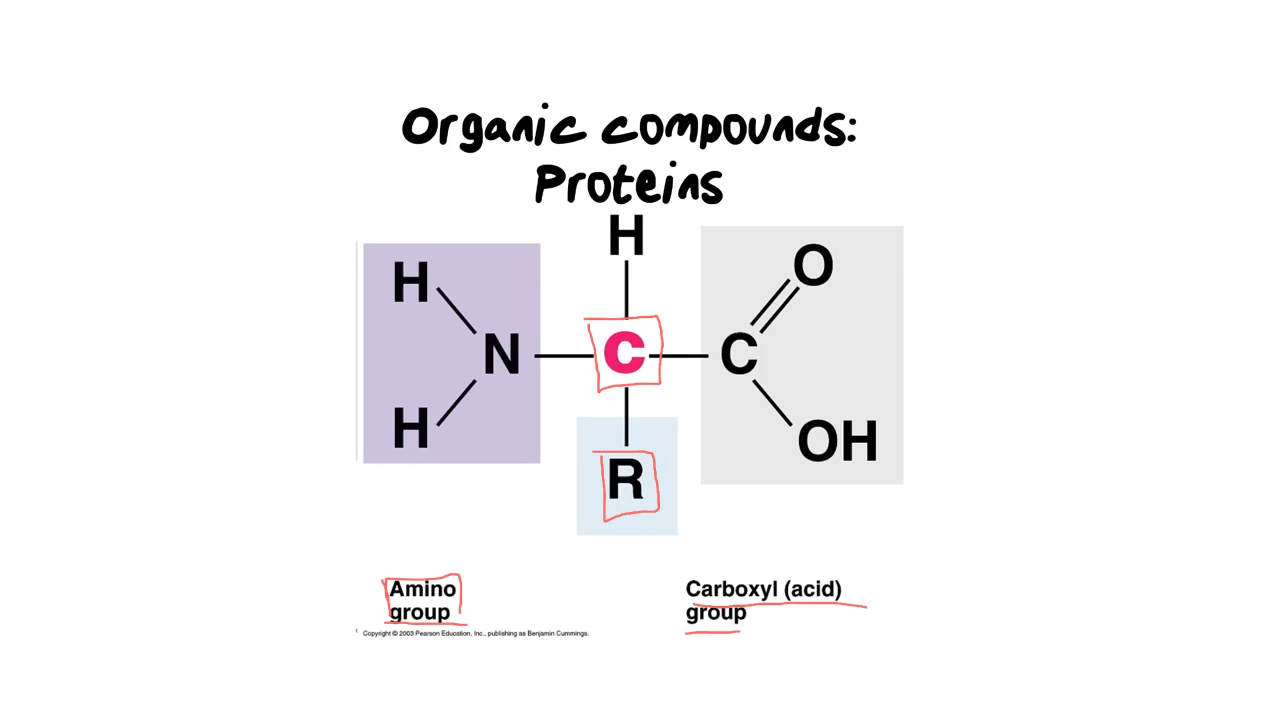 Organic compounds:
Proteins
H
H
O
N
C
C
H
OH
R
Amino
group
Carboxyl (acid)
group
Copyright © 2003 Pearson Education, Inc., publishing as Benjamin Cummings.